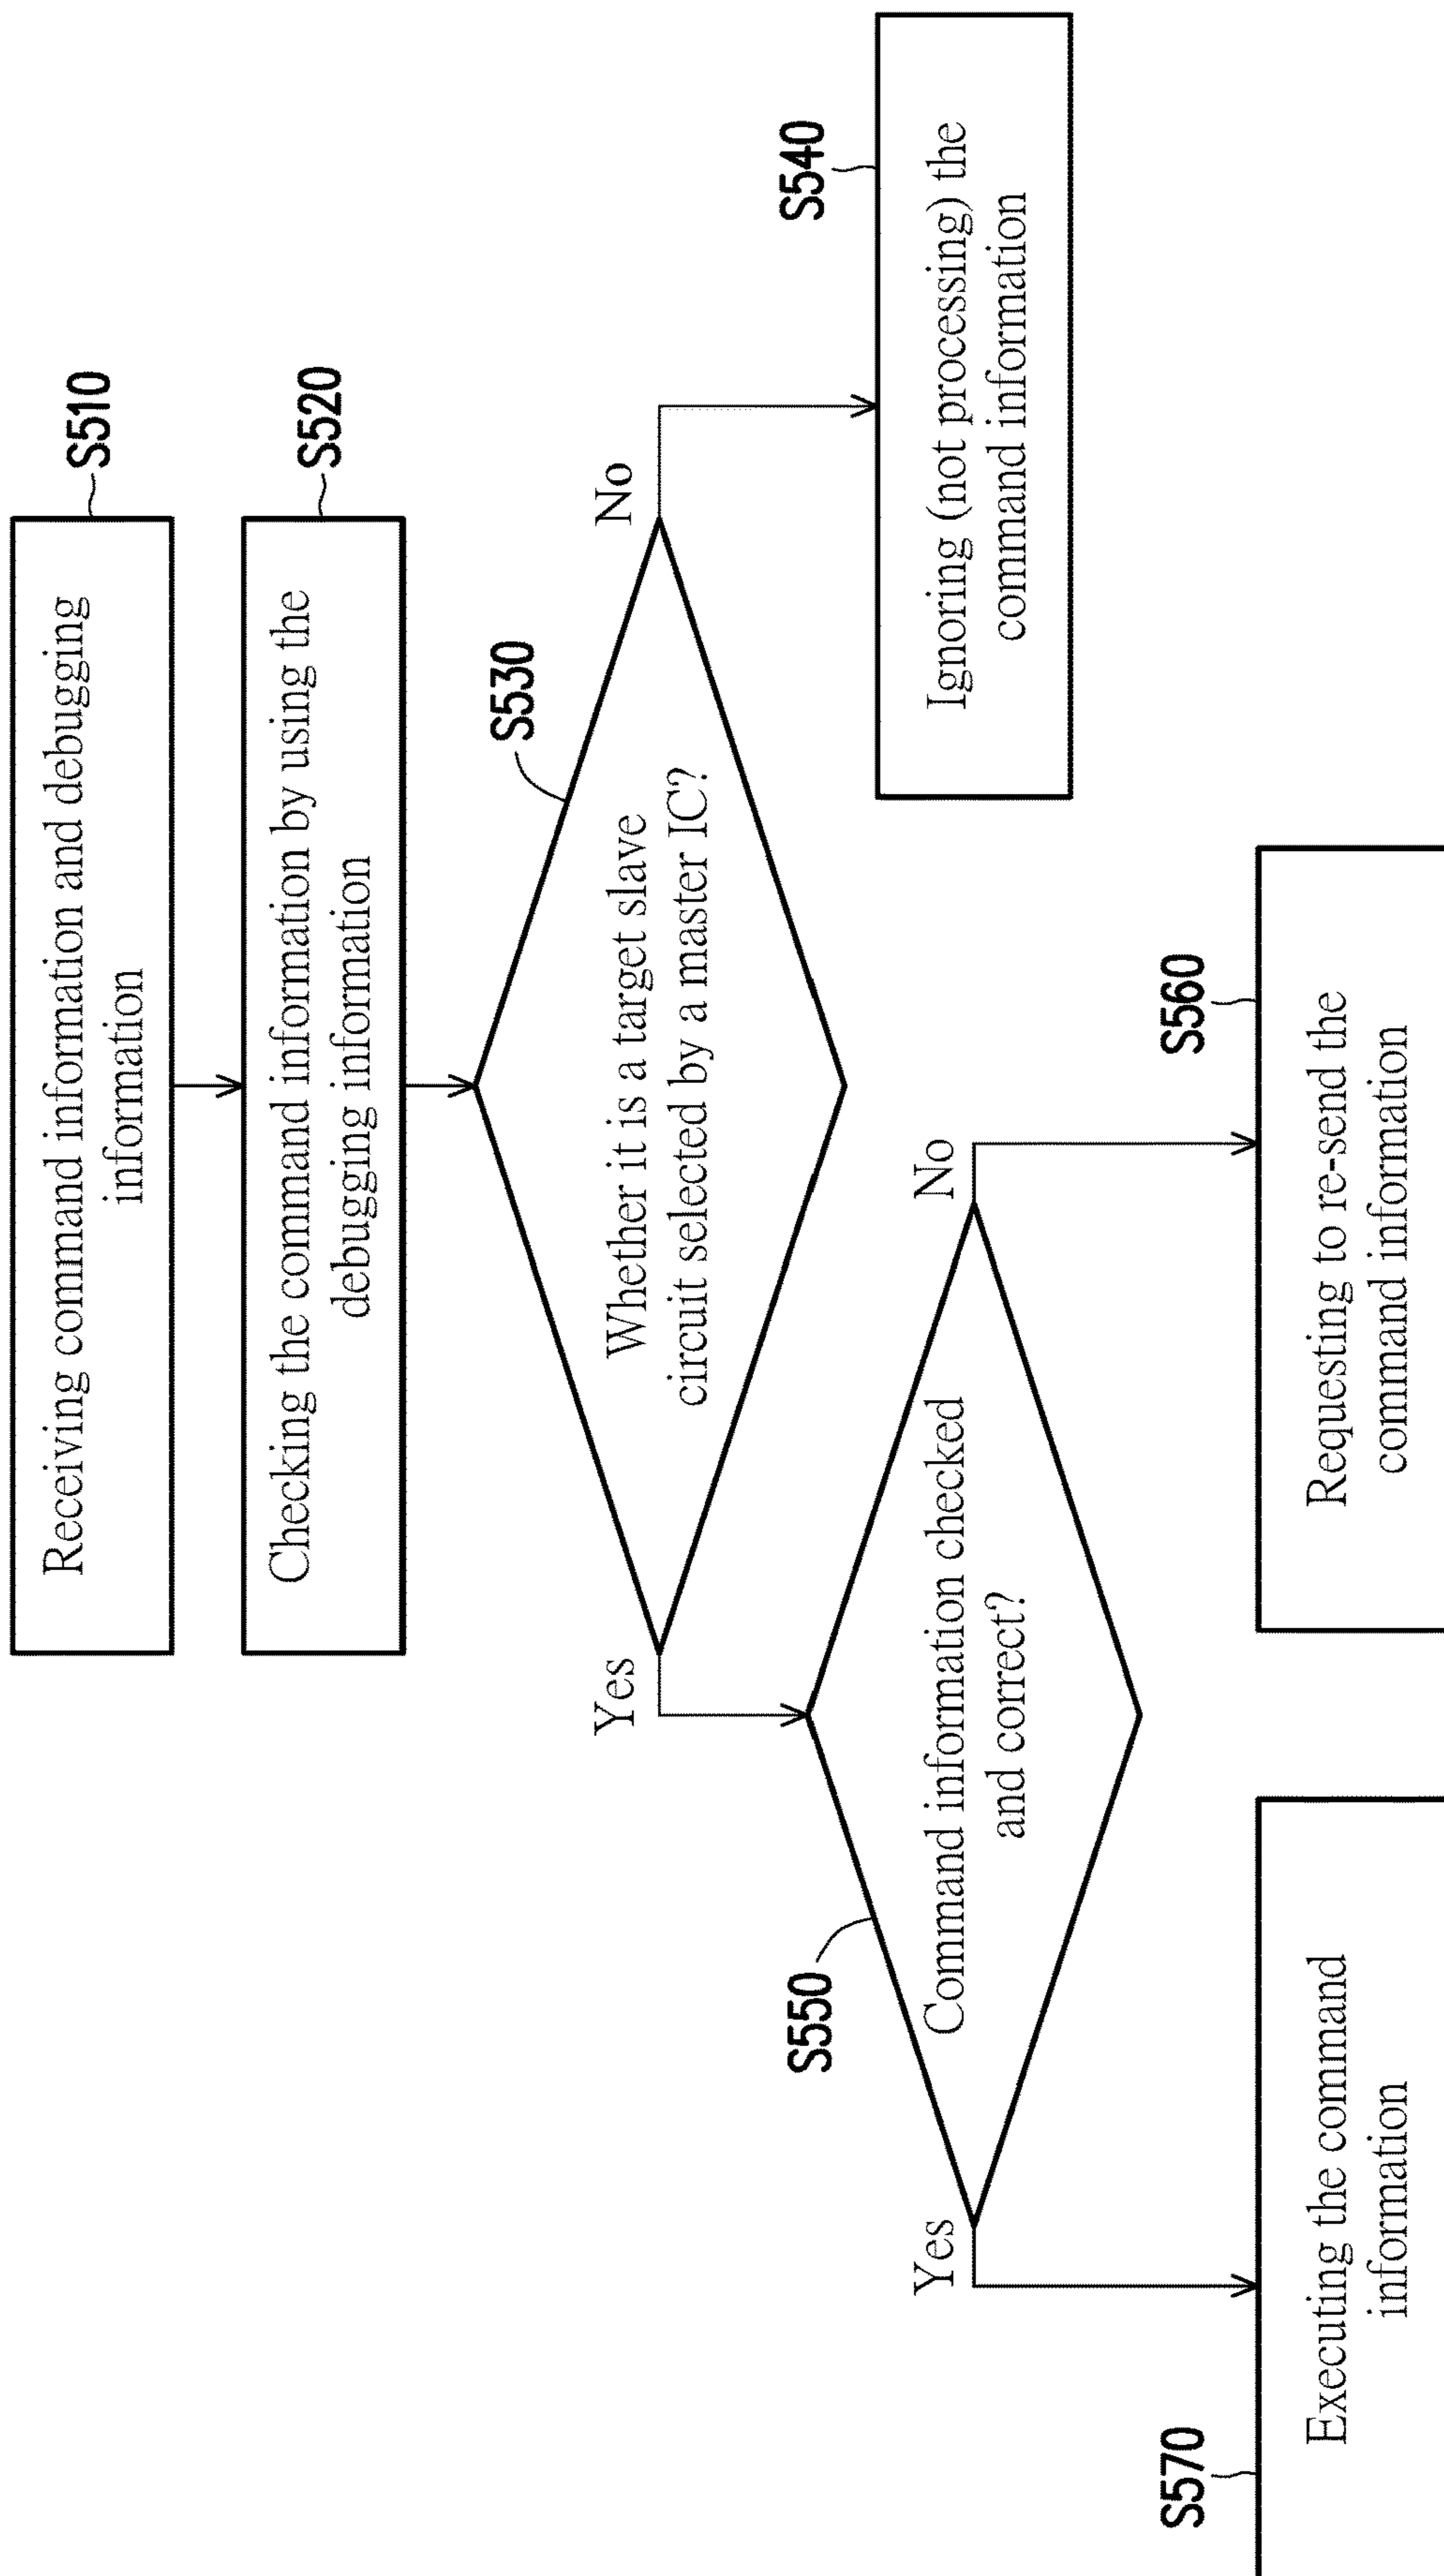 S510
Receiving command information and debugging
information
S520
Checking the command information by using the
debugging information
S530
Whether it is a target slave
circuit selected by a master IC?
Yes
No
S540
Ignoring (not processing) the
command information
S550
Command information checked
and correct?
Yes
No
S570
Executing the command
information
S560
Requesting to re-send the
command information